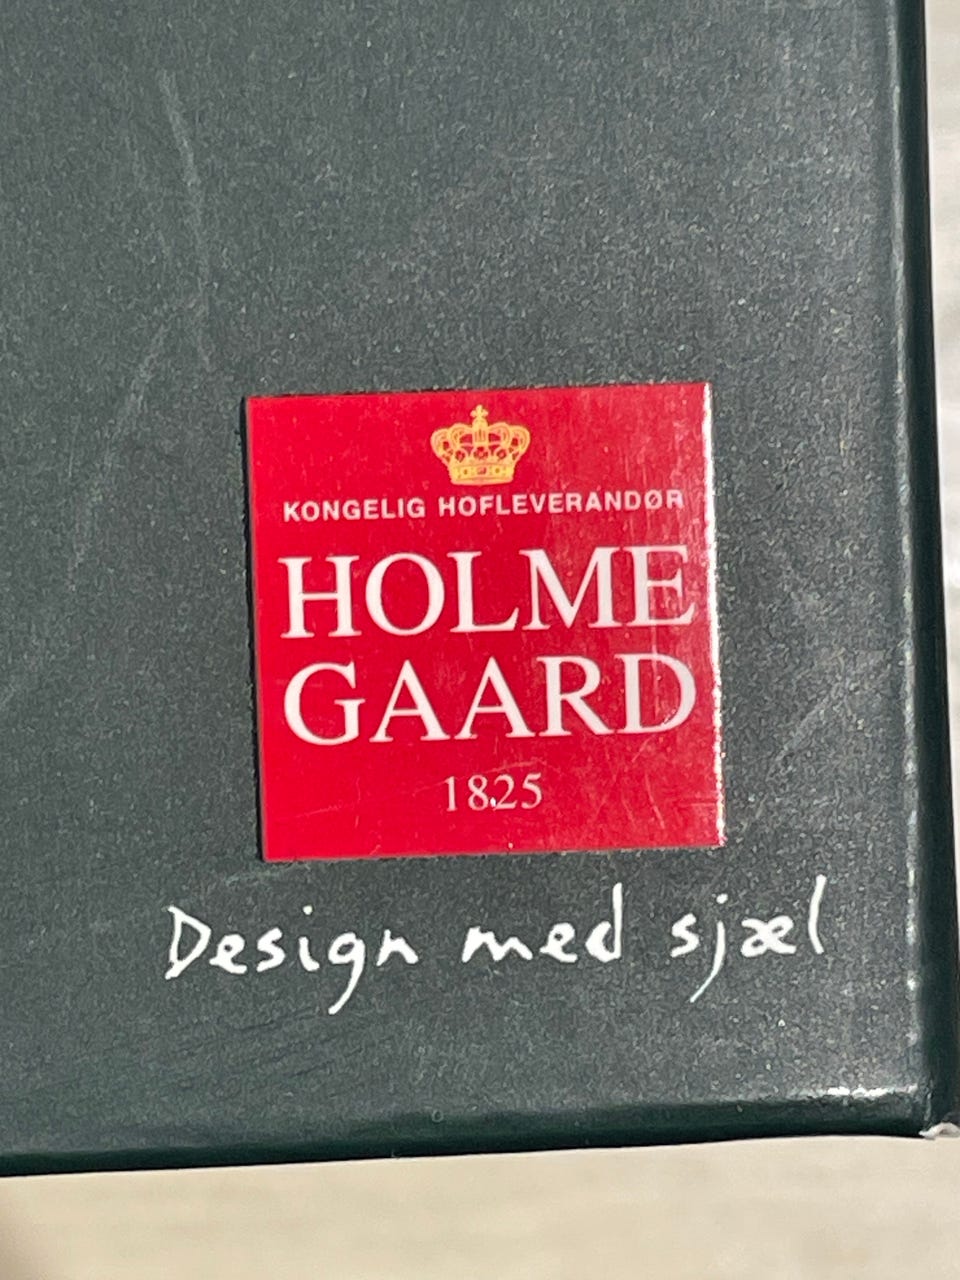 KONGELIG HOFLEVERANDØR
HOLME
GAARD
1825
Design med sjæl